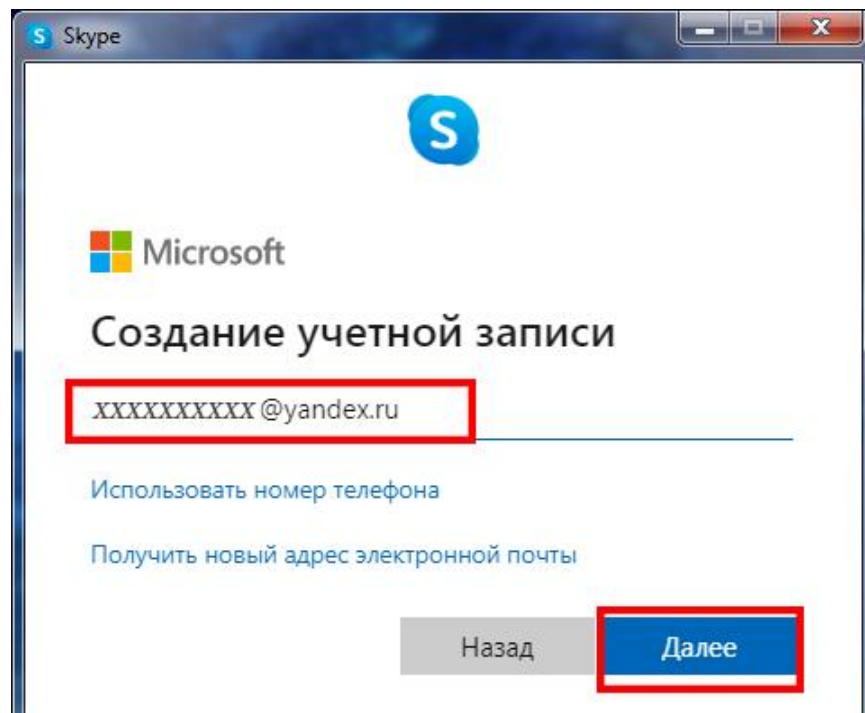 Skype
S
Microsoft
Создание учетной записи
xxxxxxxxxx@yandex.ru
Использовать номер телефона
Получить новый адрес электронной почты
Назад Далее